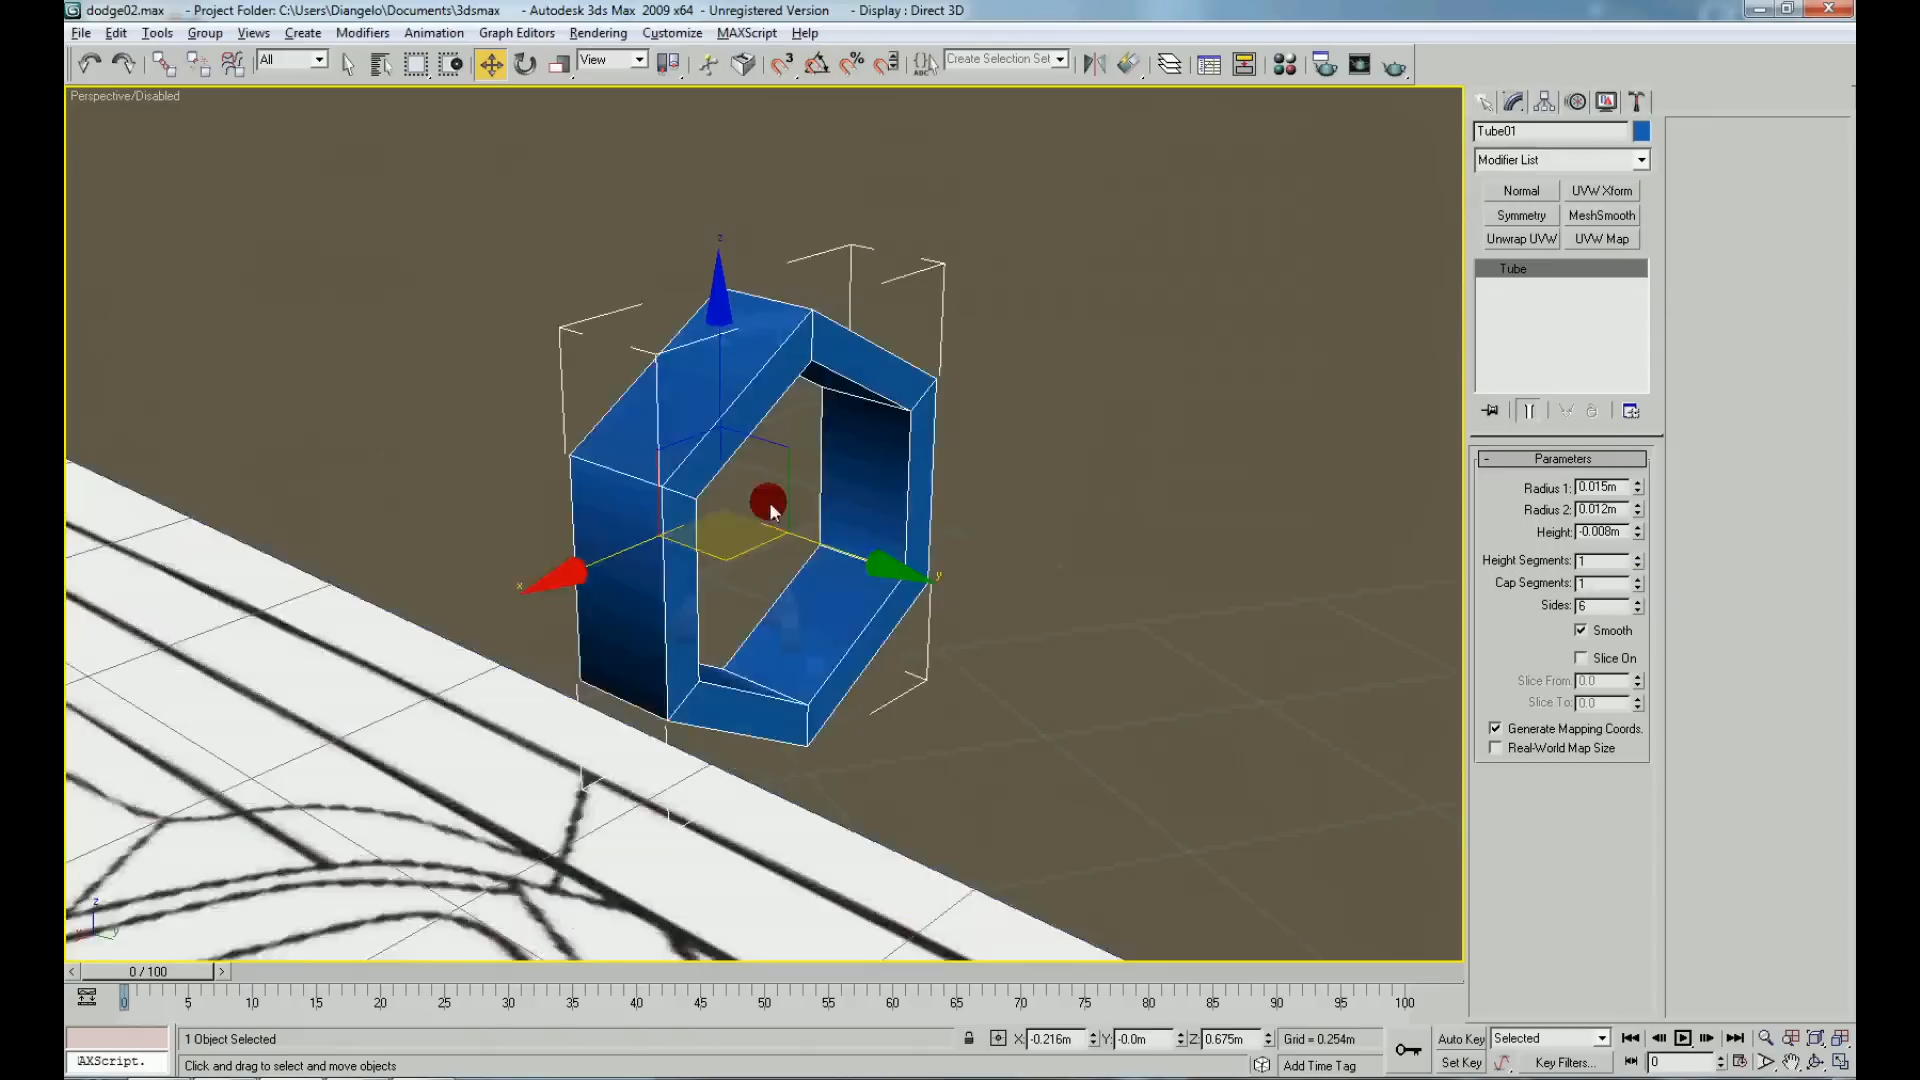 dodge02.max - Project Folder: C:\Users\Diangelo\Documents\3dsmax - Autodesk 3ds Max 2009 x64 - Unregistered Version - Display : Direct 3D
File Edit Tools Group Views Create Modifiers Animation Graph Editors Rendering Customize MAXScript Help
All View 3 % ABC Create Selection Set
Perspective/Disabled
Tube01
Modifier List
Normal UVW Xform
Symmetry MeshSmooth
Unwrap UVW UVW Map
Tube
z
x
y
- Parameters
Radius 1: 0.015m
Radius 2: 0.012m
Height: -0.008m
Height Segments: 1
Cap Segments: 1
Sides: 6
Smooth
Slice On
Slice From: 0.0
Slice To: 0.0
Generate Mapping Coords.
Real-World Map Size
z
y
< 0 / 100 >
0 5 10 15 20 25 30 35 40 45 50 55 60 65 70 75 80 85 90 95 100
1 Object Selected X: -0.216m Y: -0.0m Z: 0.675m Grid = 0.254m Auto Key Selected
AXScript. Click and drag to select and move objects Add Time Tag Set Key Key Filters... 0